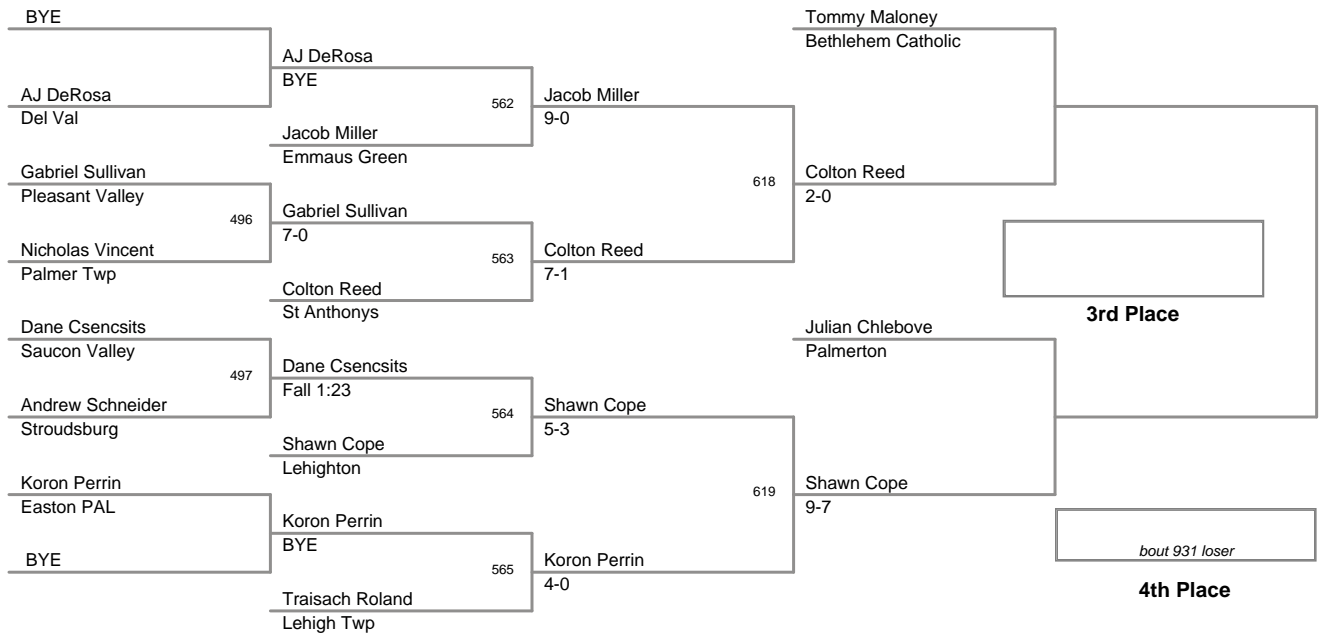 BYE
AJ DeRosa
Del Val
Gabriel Sullivan
Pleasant Valley
496
Nicholas Vincent
Palmer Twp
Dane Csencsits
Saucon Valley
497
Andrew Schneider
Stroudsburg
Koron Perrin
Easton PAL
BYE
AJ DeRosa
BYE
562
Jacob Miller
Emmaus Green
Gabriel Sullivan
7-0
563
Colton Reed
St Anthonys
Dane Csencsits
Fall 1:23
564
Shawn Cope
Lehighton
Koron Perrin
BYE
565
Traisach Roland
Lehigh Twp
Jacob Miller
9-0
618
Colton Reed
7-1
Shawn Cope
5-3
619
Koron Perrin
4-0
Tommy Maloney
Bethlehem Catholic
Colton Reed
2-0
Julian Chlebove
Palmerton
Shawn Cope
9-7
3rd Place
bout 931 loser
4th Place